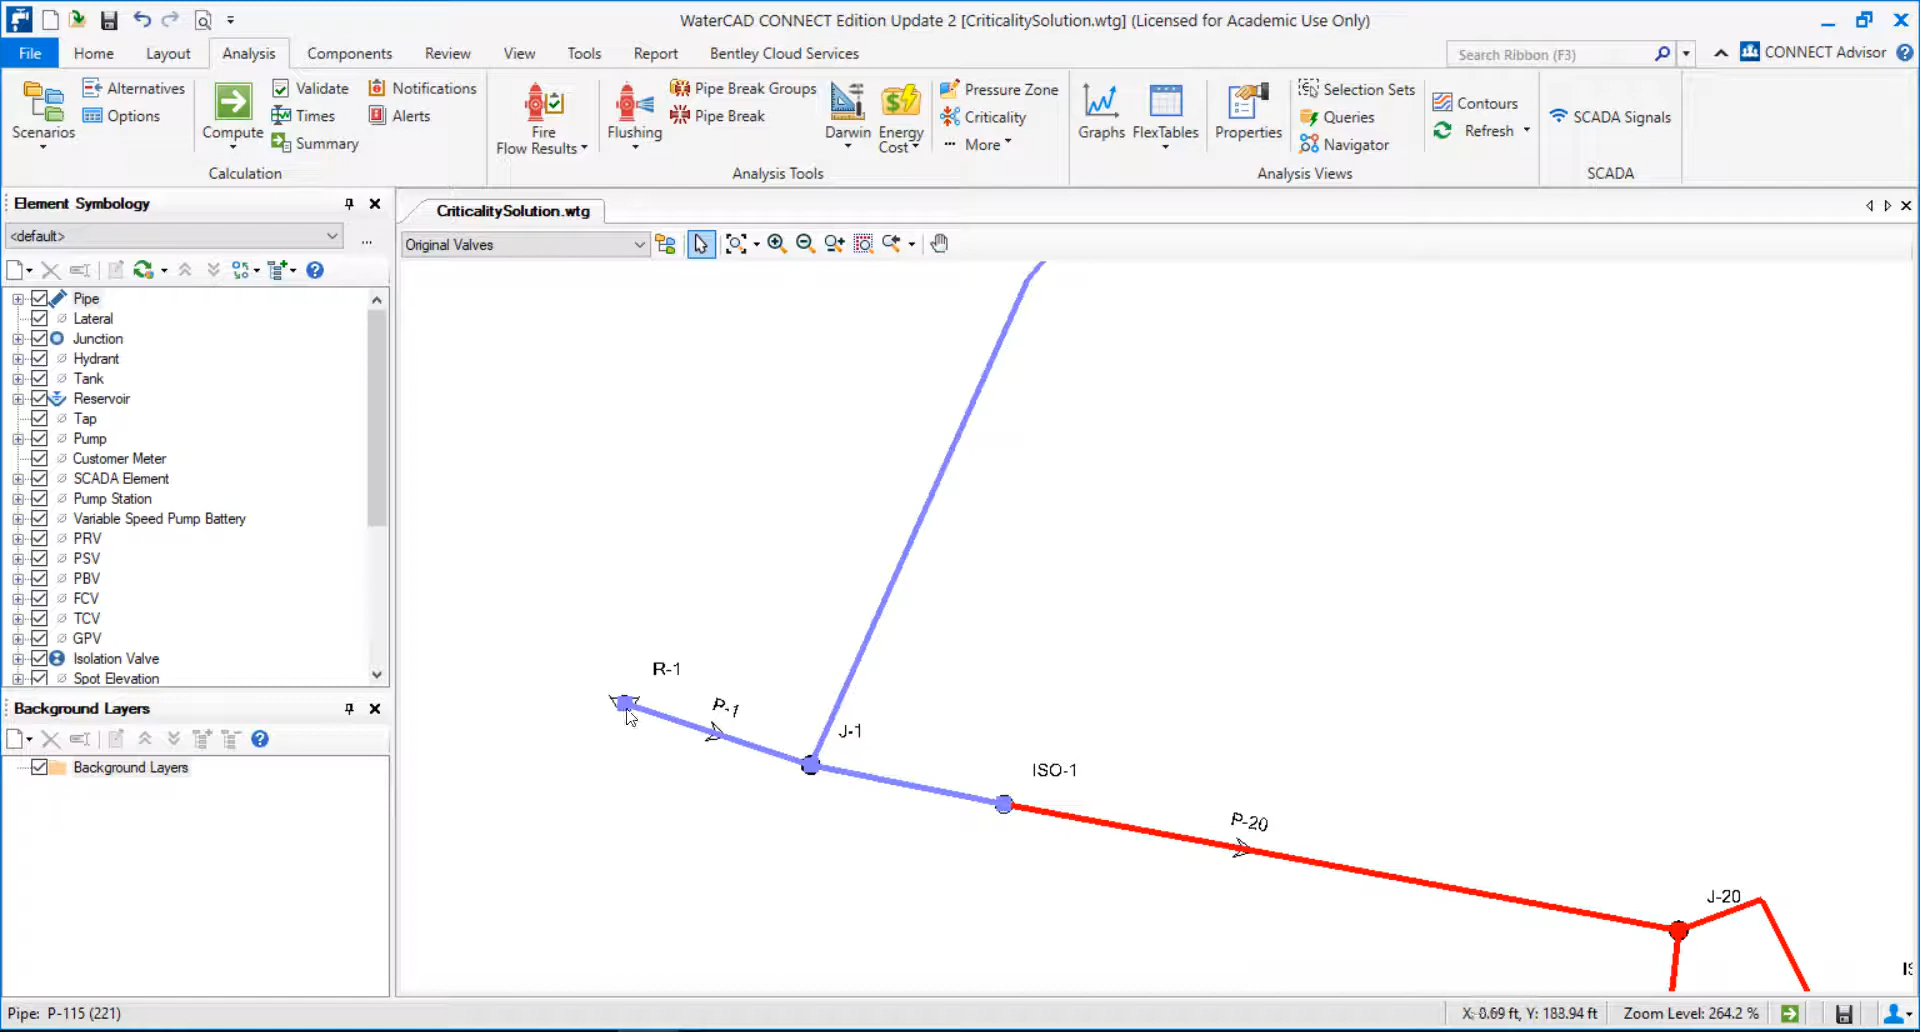 WaterCAD CONNECT Edition Update 2 [CriticalitySolution.wtg] (Licensed for Academic Use Only)
File Home Layout Analysis Components Review View Tools Report Bentley Cloud Services Search Ribbon (F3) CONNECT Advisor
Scenarios
Alternatives
Options
Compute
Validate
Times
Summary
Notifications
Alerts
Calculation
Fire
Flow Results
Flushing
Pipe Break Groups
Pipe Break
Darwin
Energy
Cost
Pressure Zone
Criticality
More
Analysis Tools
Graphs
FlexTables
Properties
Selection Sets
Queries
Navigator
Analysis Views
Contours
Refresh
SCADA Signals
SCADA
Element Symbology
<default>
...
Pipe
Lateral
Junction
Hydrant
Tank
Reservoir
Tap
Pump
Customer Meter
SCADA Element
Pump Station
Variable Speed Pump Battery
PRV
PSV
PBV
FCV
TCV
GPV
Isolation Valve
Spot Elevation
Background Layers
Background Layers
CriticalitySolution.wtg
Original Valves
R-1
P-1
J-1
ISO-1
P-20
J-20
Pipe: P-115 (221)
X: 0.69 ft, Y: 188.94 ft
Zoom Level: 264.2 %